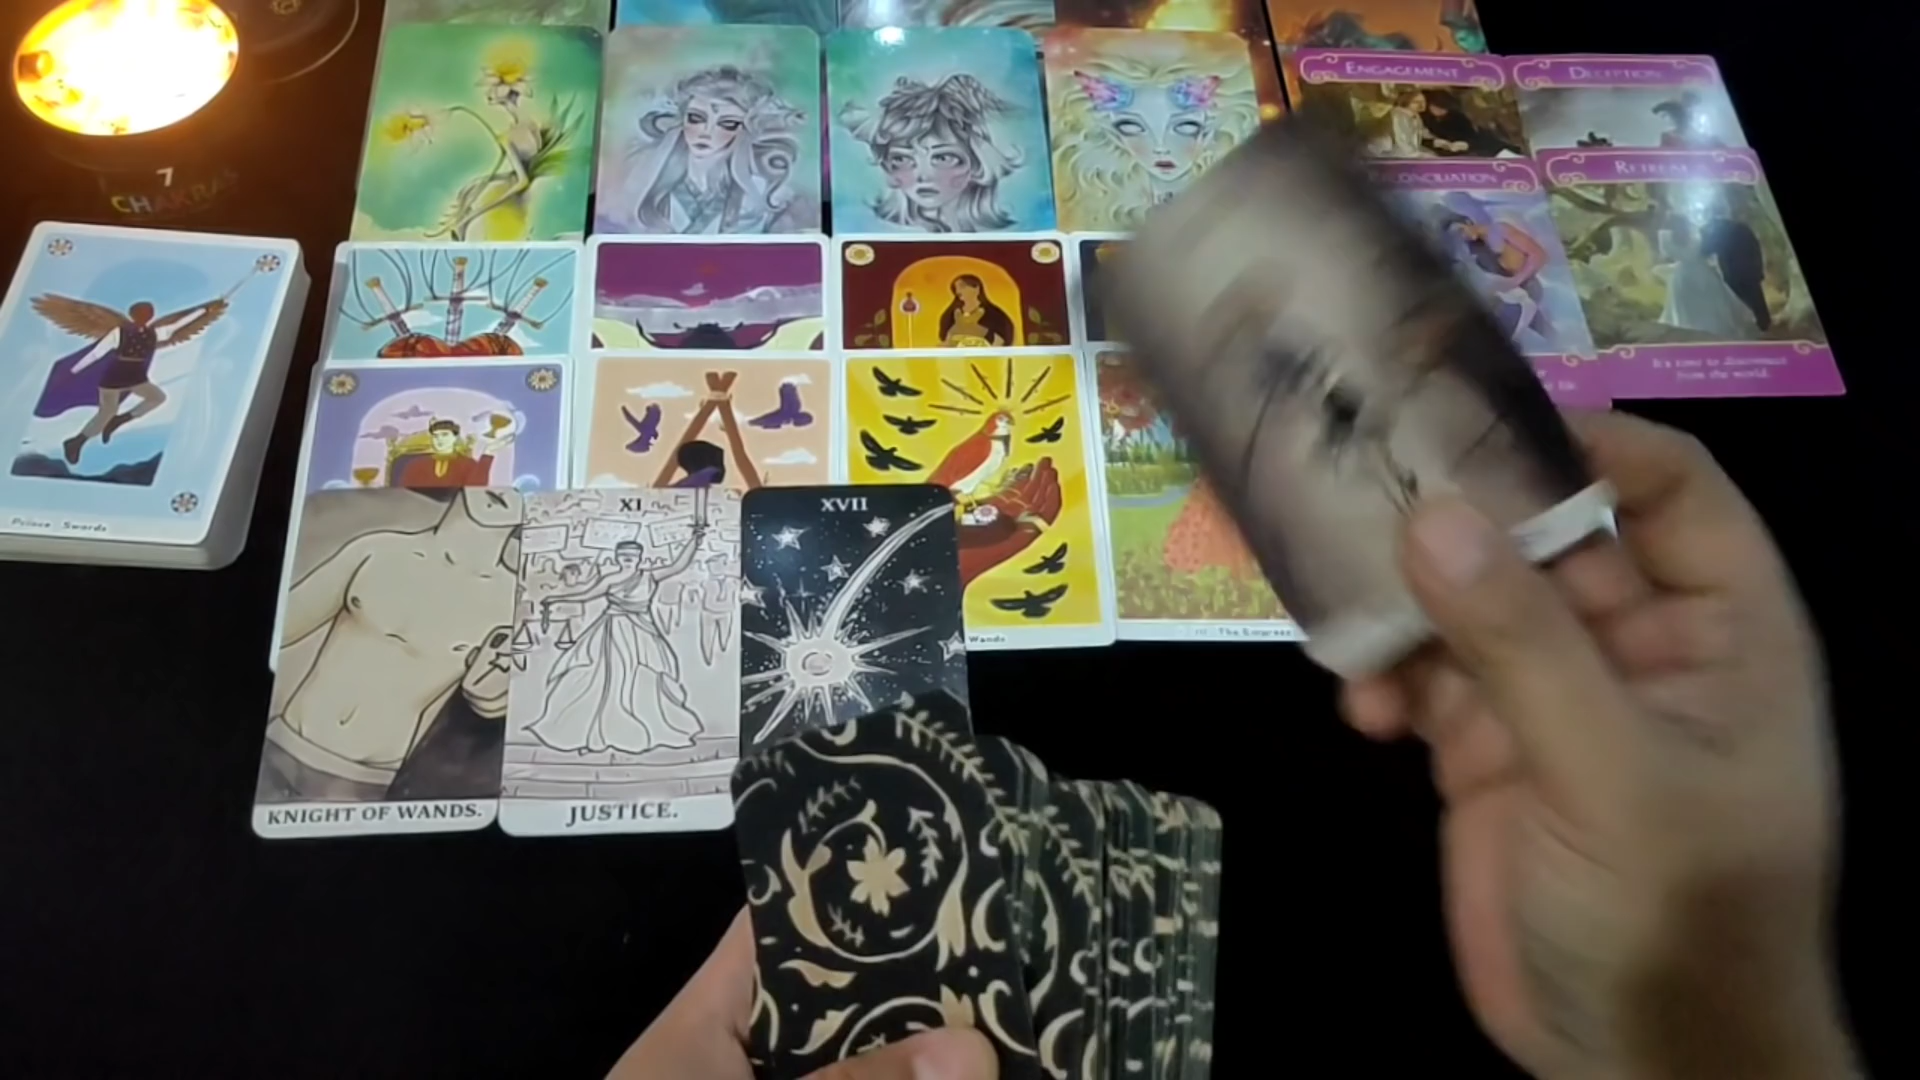 ENGAGEMENT
DECEPTION
7
CHAKRAS
RETREAT
It's time to disconnect
from the world.
XI
XVII
Prince Swords
Wands
III The Empress
KNIGHT OF WANDS.
JUSTICE.